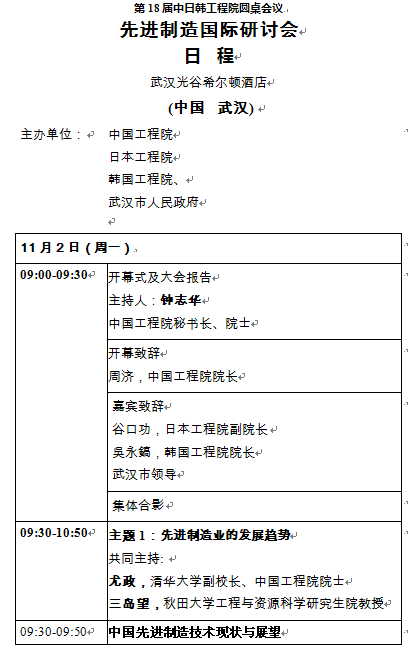 第 18 届中日韩工程院圆桌会议
先进制造国际研讨会
日 程
武汉光谷希尔顿酒店
(中国 武汉)
主办单位： 中国工程院
日本工程院
韩国工程院、
武汉市人民政府
11 月 2 日（周一）
09:00-09:30 开幕式及大会报告
主持人：钟志华
中国工程院秘书长、院士
开幕致辞
周济，中国工程院院长
嘉宾致辞
谷口功，日本工程院副院长
吳永鎬，韩国工程院院长
武汉市领导
集体合影
09:30-10:50 主题 1：先进制造业的发展趋势
共同主持:
尤政，清华大学副校长、中国工程院院士
三岛望，秋田大学工程与资源科学研究生院教授
09:30-09:50 中国先进制造技术现状与展望